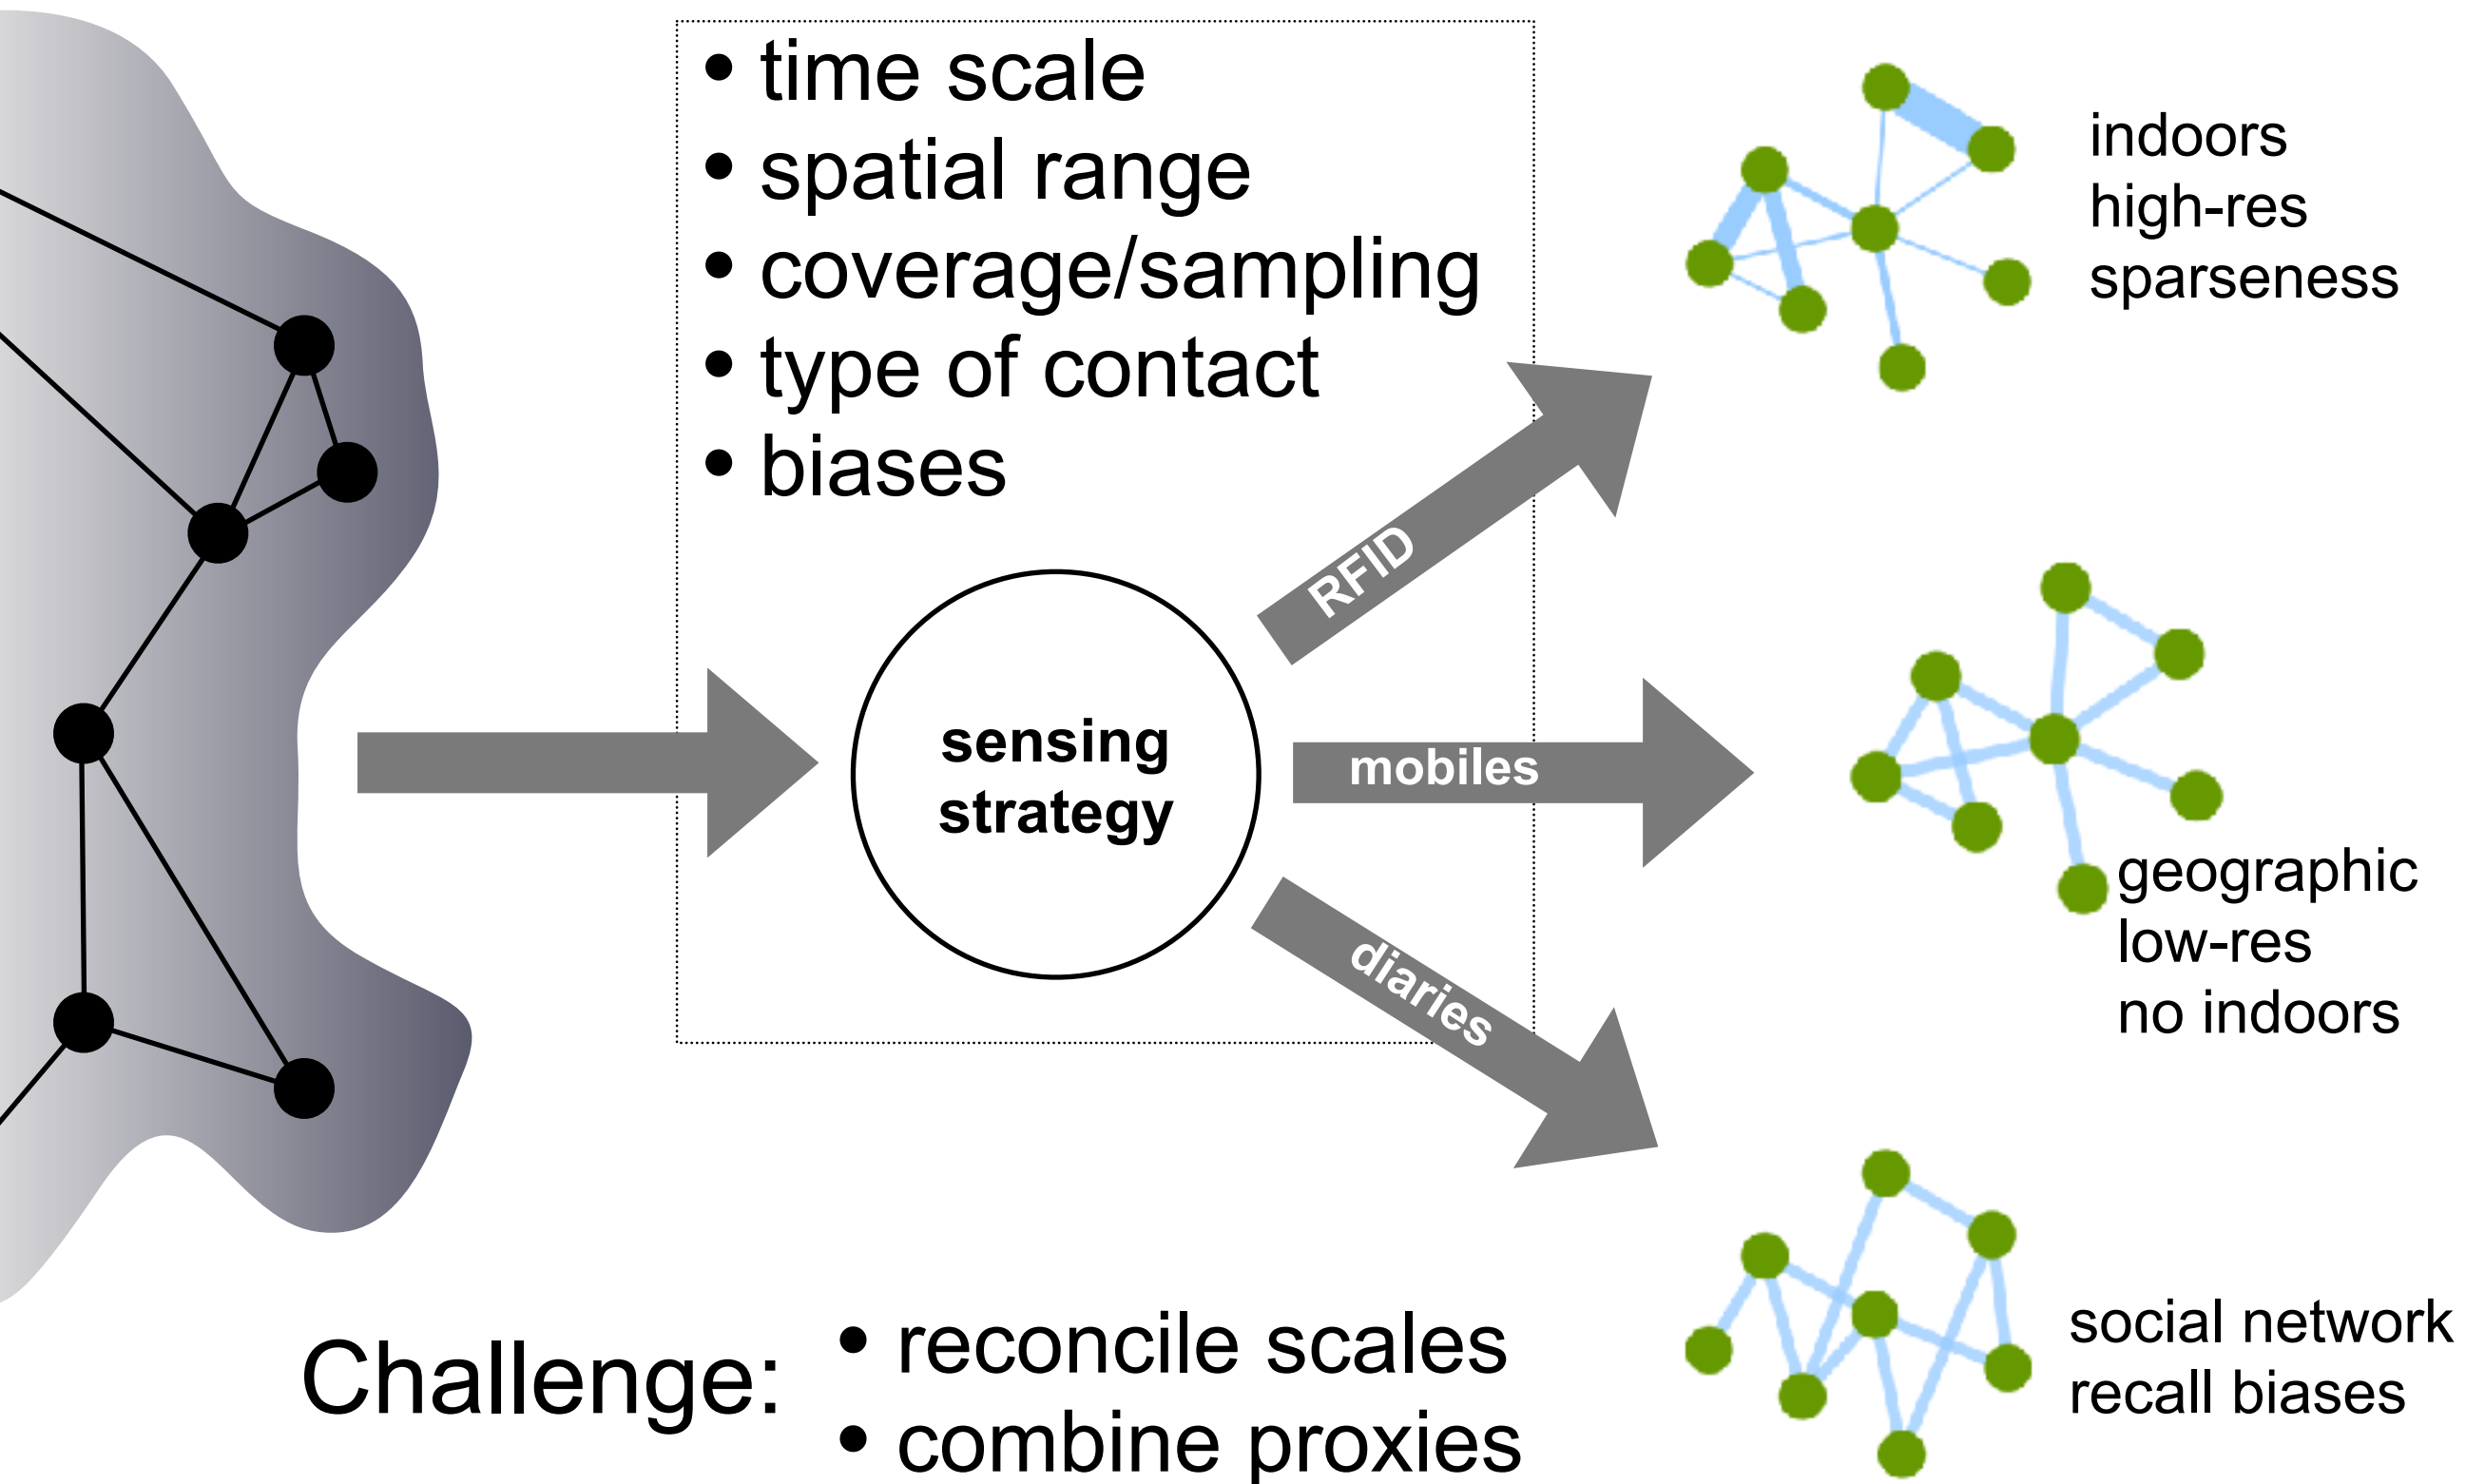 • time scale
• spatial range
• coverage/sampling
• type of contact
• biases
sensing
strategy
RFID
mobiles
diaries
indoors
high-res
sparseness
geographic
low-res
no indoors
social network
recall biases
Challenge:
• reconcile scales
• combine proxies